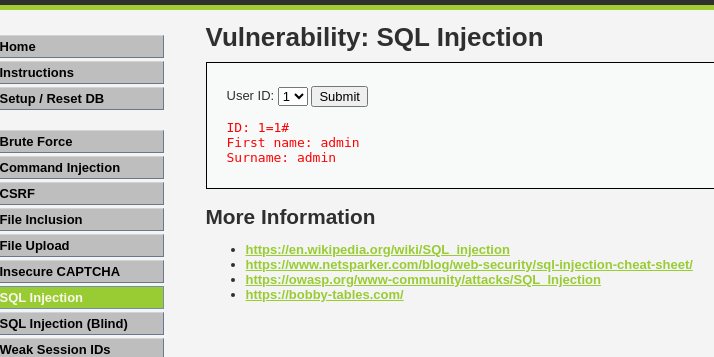 Home
Instructions
Setup / Reset DB
Brute Force
Command Injection
CSRF
File Inclusion
File Upload
Insecure CAPTCHA
SQL Injection
SQL Injection (Blind)
Weak Session IDs
Vulnerability: SQL Injection
User ID: 1 Submit
ID: 1=1#
First name: admin
Surname: admin
More Information
https://en.wikipedia.org/wiki/SQL_injection
https://www.netsparker.com/blog/web-security/sql-injection-cheat-sheet/
https://owasp.org/www-community/attacks/SQL_Injection
https://bobby-tables.com/